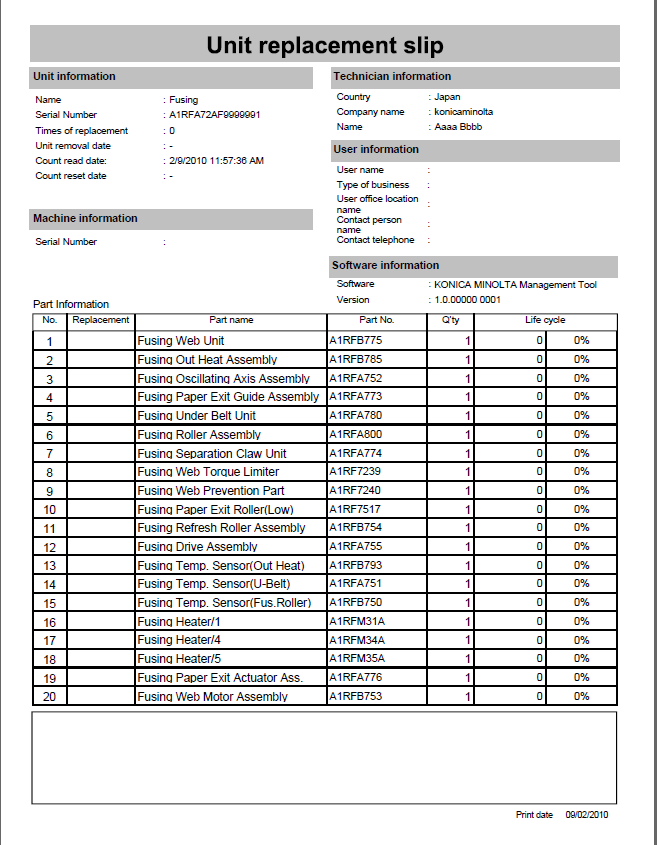 Unit replacement slip
Unit information
Name : Fusing
Serial Number : A1RFA72AF9999991
Times of replacement : 0
Unit removal date : -
Count read date: : 2/9/2010 11:57:36 AM
Count reset date : -
Machine information
Serial Number :
Technician information
Country : Japan
Company name : konicaminolta
Name : Aaaa Bbbb
User information
User name :
Type of business :
User office location
name :
Contact person
name :
Contact telephone :
Software information
Software : KONICA MINOLTA Management Tool
Version : 1.0.00000 0001
Part Information
No. Replacement Part name Part No. Q'ty Life cycle
1 Fusing Web Unit A1RFB775 1 0 0%
2 Fusing Out Heat Assembly A1RFB785 1 0 0%
3 Fusing Oscillating Axis Assembly A1RFA752 1 0 0%
4 Fusing Paper Exit Guide Assembly A1RFA773 1 0 0%
5 Fusing Under Belt Unit A1RFA780 1 0 0%
6 Fusing Roller Assembly A1RFA800 1 0 0%
7 Fusing Separation Claw Unit A1RFA774 1 0 0%
8 Fusing Web Torque Limiter A1RF7239 1 0 0%
9 Fusing Web Prevention Part A1RF7240 1 0 0%
10 Fusing Paper Exit Roller(Low) A1RF7517 1 0 0%
11 Fusing Refresh Roller Assembly A1RFB754 1 0 0%
12 Fusing Drive Assembly A1RFA755 1 0 0%
13 Fusing Temp. Sensor(Out Heat) A1RFB793 1 0 0%
14 Fusing Temp. Sensor(U-Belt) A1RFA751 1 0 0%
15 Fusing Temp. Sensor(Fus.Roller) A1RFB750 1 0 0%
16 Fusing Heater/1 A1RFM31A 1 0 0%
17 Fusing Heater/4 A1RFM34A 1 0 0%
18 Fusing Heater/5 A1RFM35A 1 0 0%
19 Fusing Paper Exit Actuator Ass. A1RFA776 1 0 0%
20 Fusing Web Motor Assembly A1RFB753 1 0 0%
Print date 09/02/2010